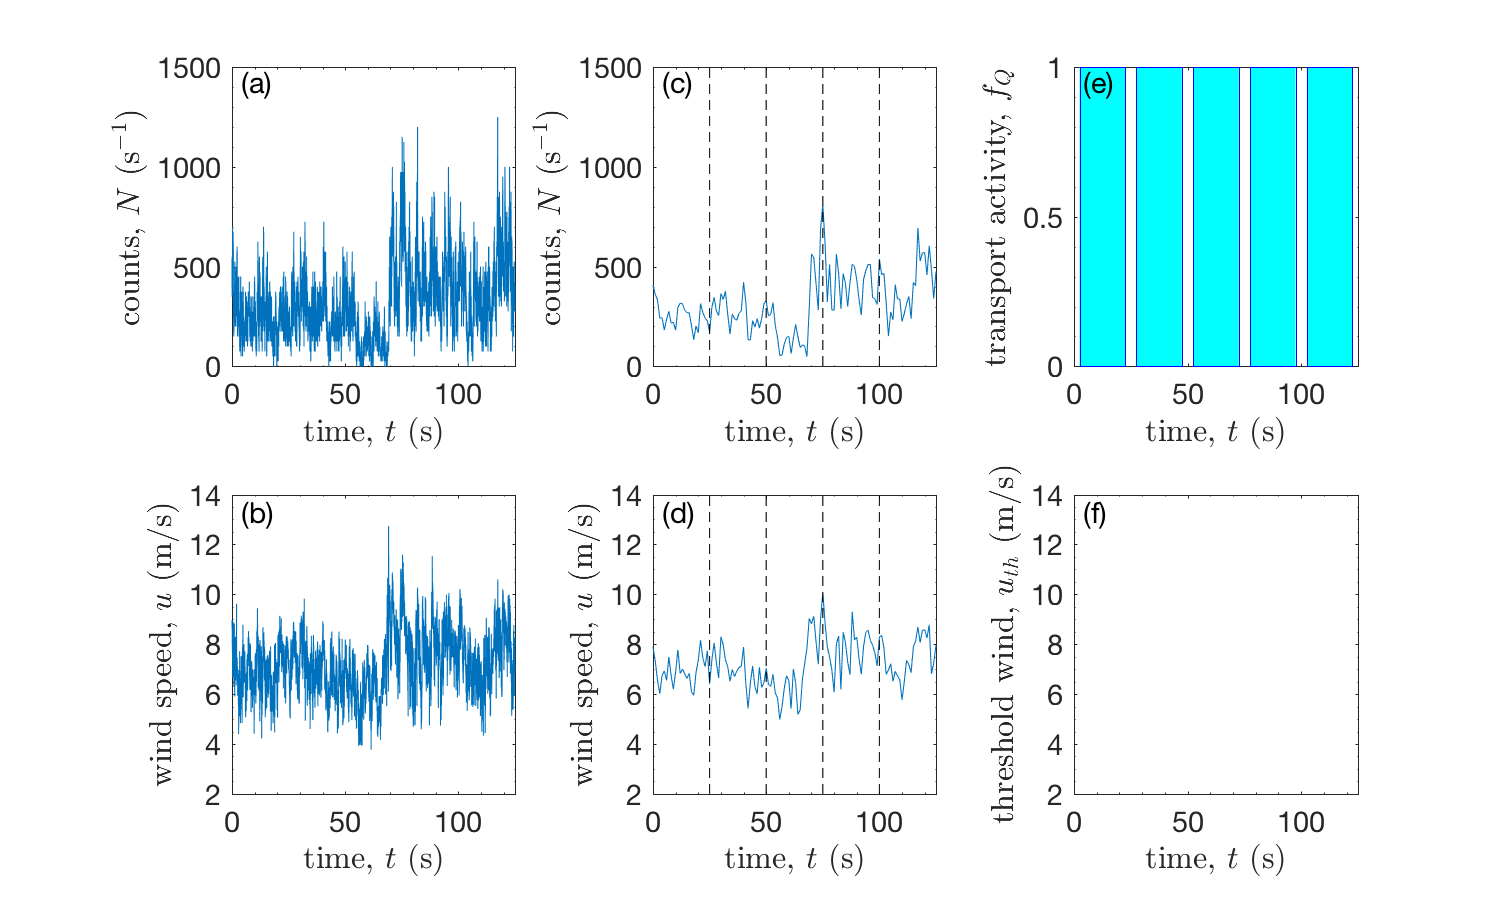 (a)
1500
1000
500
0
counts, N (s⁻¹)
0 50 100
time, t (s)
(c)
1500
1000
500
0
counts, N (s⁻¹)
0 50 100
time, t (s)
(e)
1
0.5
0
transport activity, f_Q
0 50 100
time, t (s)
(b)
14
12
10
8
6
4
2
wind speed, u (m/s)
0 50 100
time, t (s)
(d)
14
12
10
8
6
4
2
wind speed, u (m/s)
0 50 100
time, t (s)
(f)
14
12
10
8
6
4
2
threshold wind, u_th (m/s)
0 50 100
time, t (s)